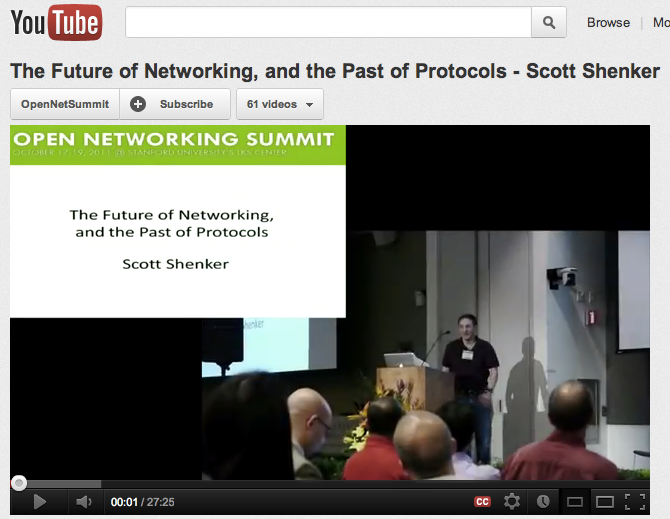 YouTube
Browse | Mo
The Future of Networking, and the Past of Protocols - Scott Shenker
OpenNetSummit
Subscribe
61 videos
OPEN NETWORKING SUMMIT
OCTOBER 17-19, 2011 @ STANFORD UNIVERSITY'S LKS CENTER
The Future of Networking,
and the Past of Protocols
Scott Shenker
00:01 / 27:25
CC